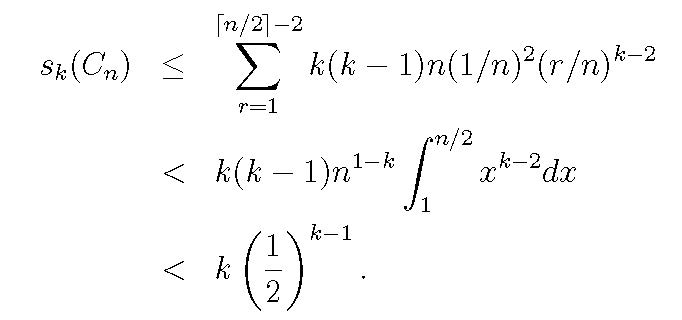 $s_k(C_n) \leq \sum_{r=1}^{\lceil n/2 \rceil - 2} k(k-1)n(1/n)^2(r/n)^{k-2}$
$< k(k-1)n^{1-k} \int_1^{n/2} x^{k-2}dx$
$< k \left( \frac{1}{2} \right)^{k-1}.$